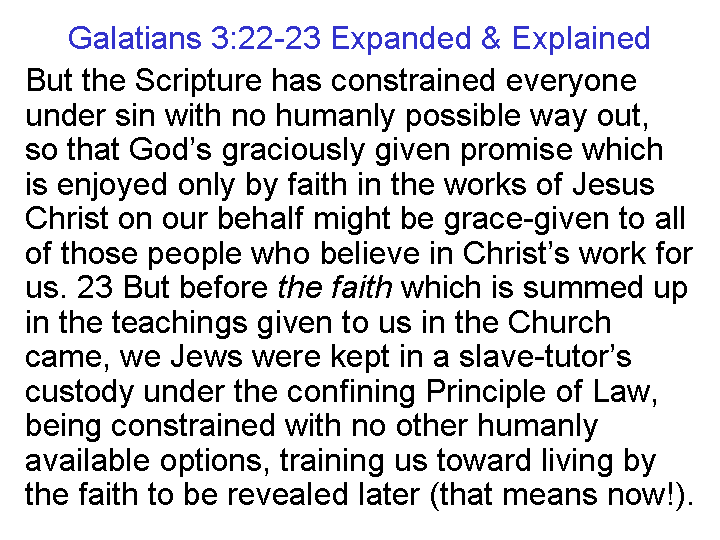 Galatians 3:22-23 Expanded & Explained
But the Scripture has constrained everyone
under sin with no humanly possible way out,
so that God’s graciously given promise which
is enjoyed only by faith in the works of Jesus
Christ on our behalf might be grace-given to all
of those people who believe in Christ’s work for
us. 23 But before the faith which is summed up
in the teachings given to us in the Church
came, we Jews were kept in a slave-tutor’s
custody under the confining Principle of Law,
being constrained with no other humanly
available options, training us toward living by
the faith to be revealed later (that means now!).